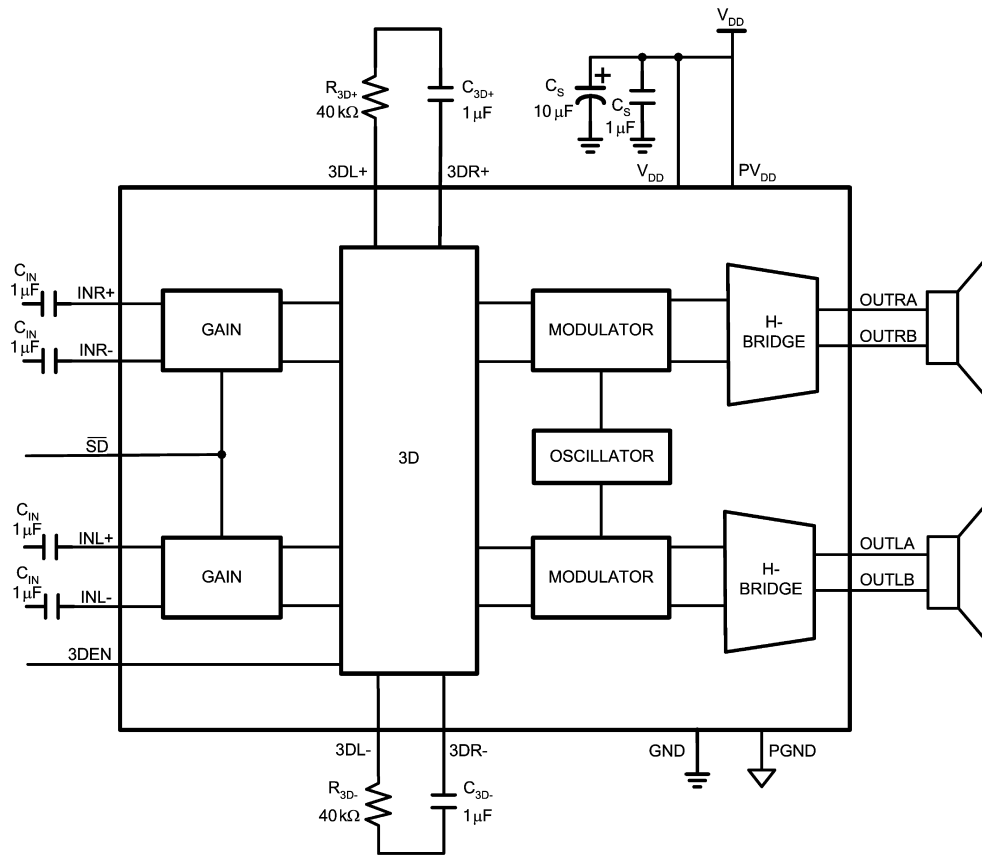 V_DD
R_3D+
40 kΩ
C_3D+
1 µF
C_S
10 µF
+
C_S
1 µF
3DL+
3DR+
V_DD
PV_DD
C_IN
1 µF
INR+
C_IN
1 µF
INR-
GAIN
MODULATOR
H-
BRIDGE
OUTRA
OUTRB
S̅D̅
3D
OSCILLATOR
C_IN
1 µF
INL+
C_IN
1 µF
INL-
GAIN
MODULATOR
H-
BRIDGE
OUTLA
OUTLB
3DEN
3DL-
3DR-
GND
PGND
R_3D-
40 kΩ
C_3D-
1 µF